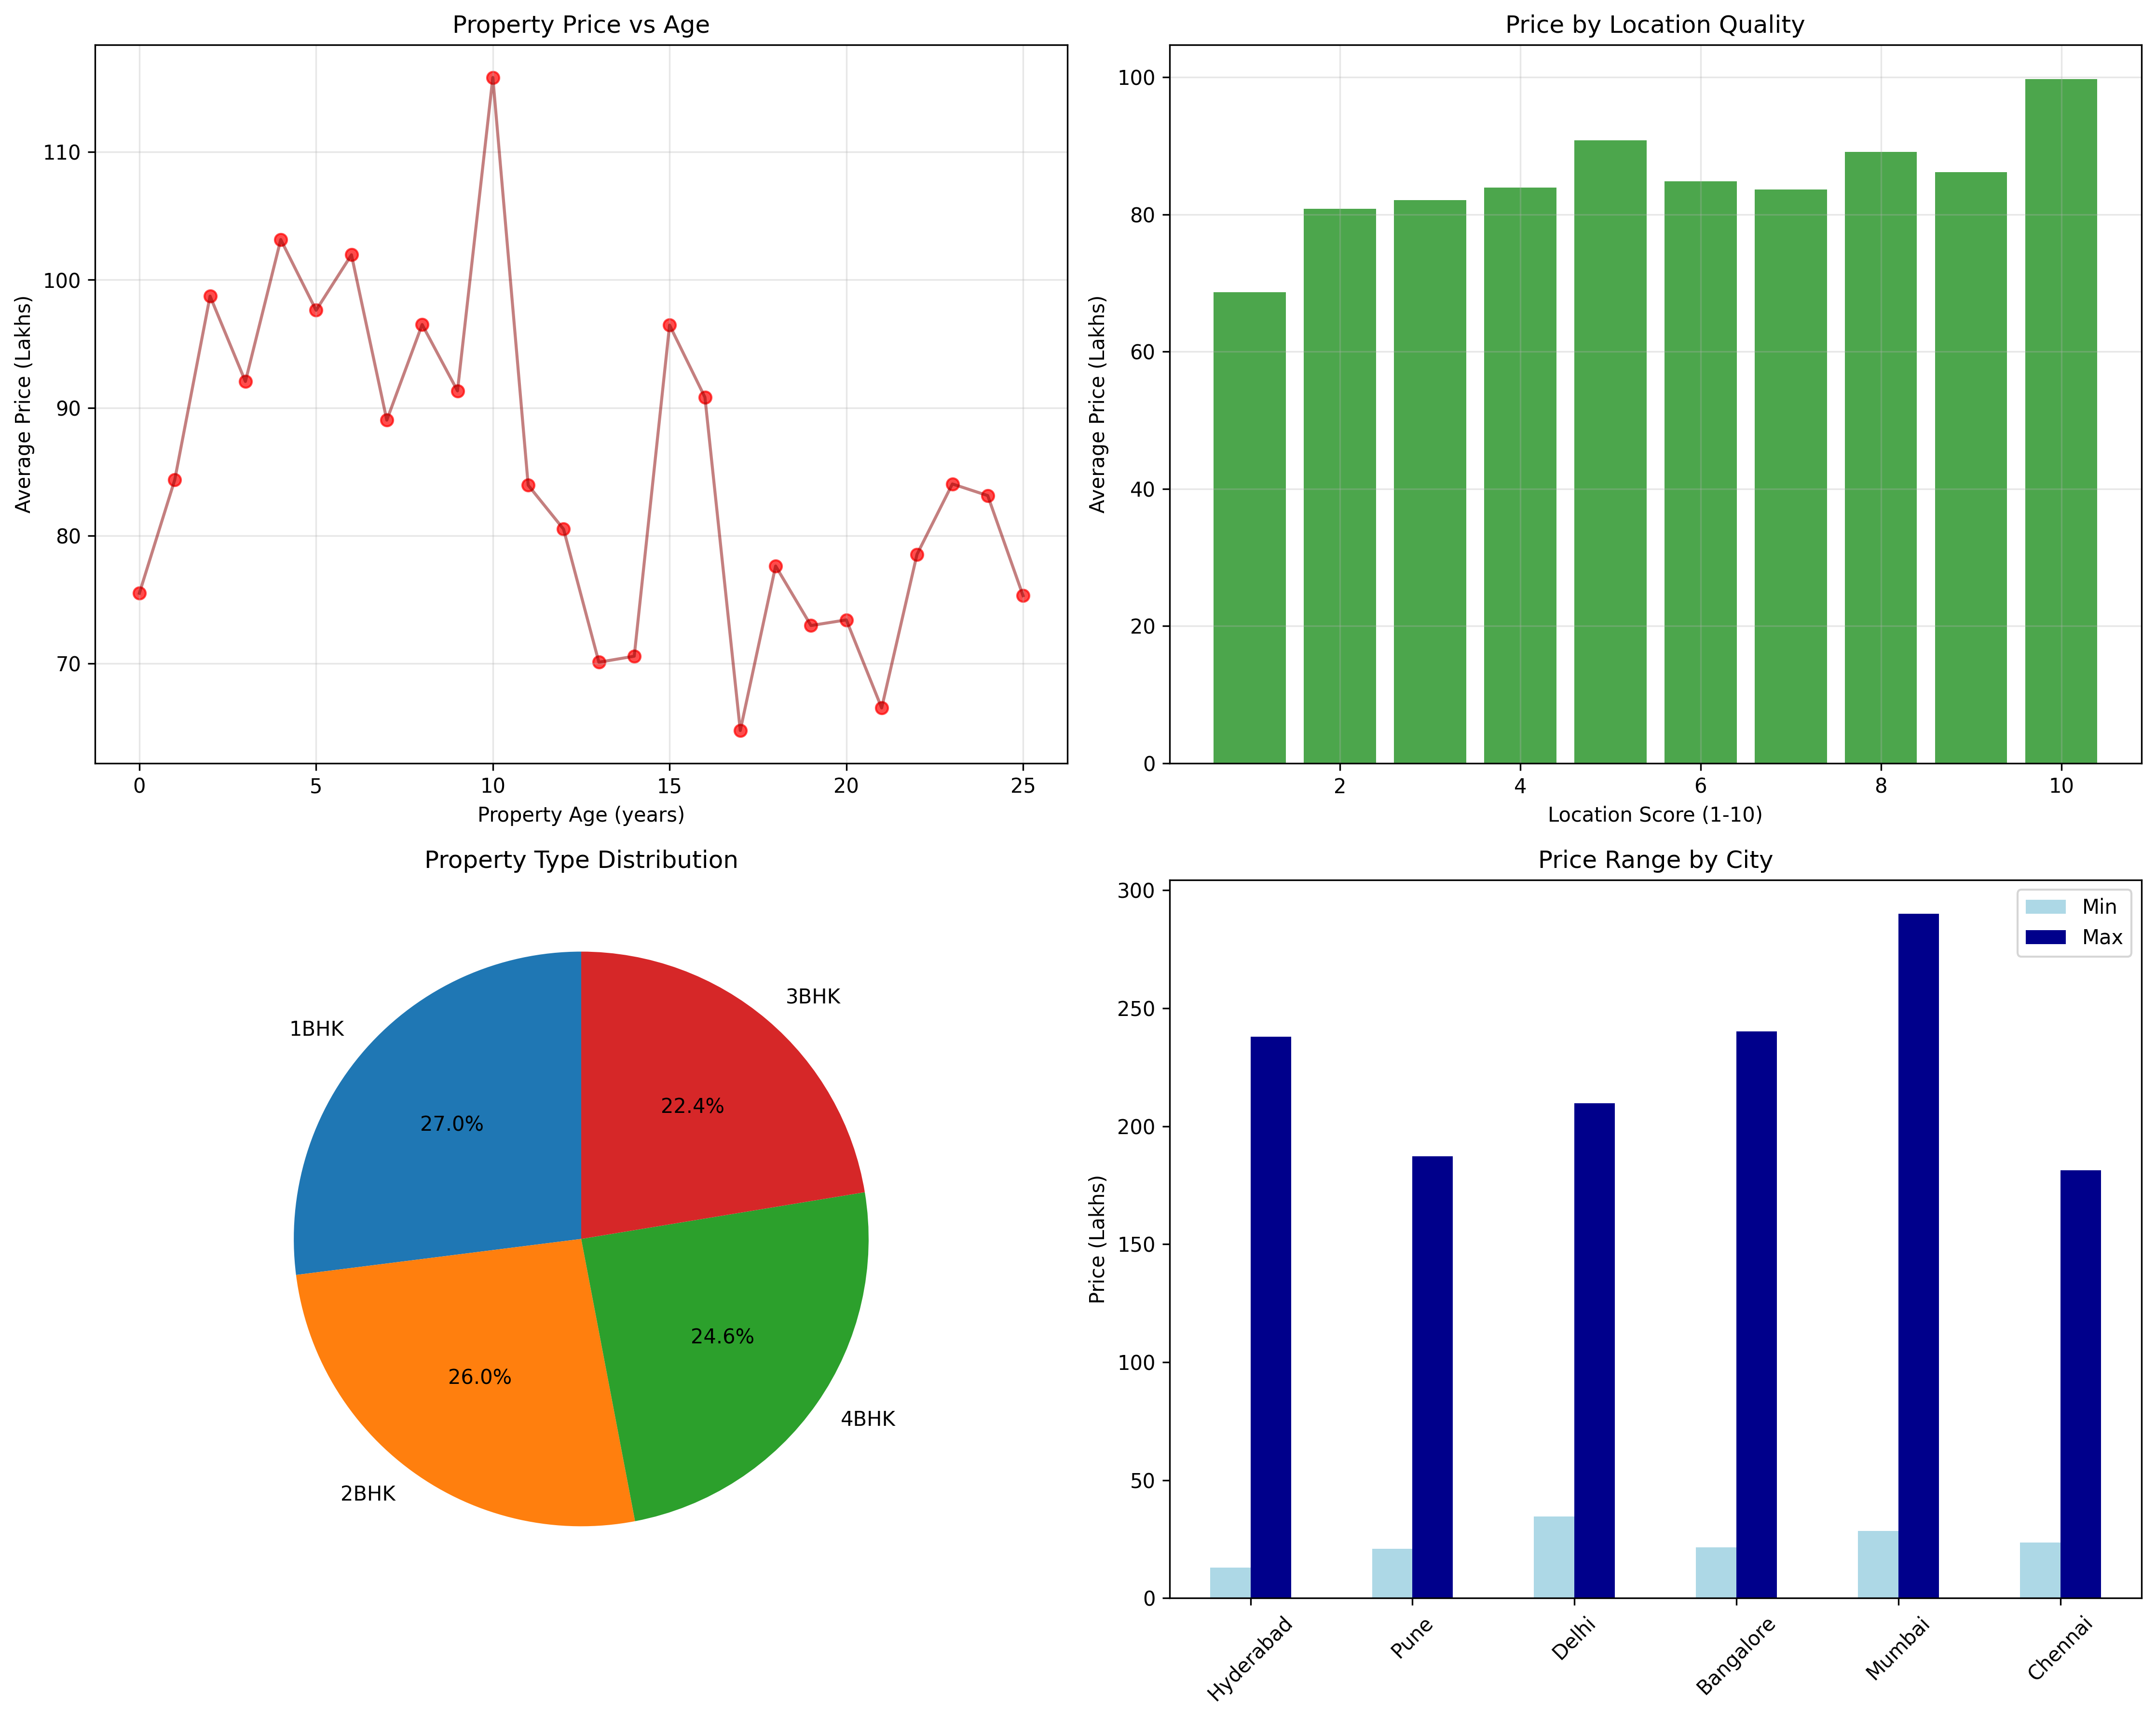 Property Price vs Age
Average Price (Lakhs)
110
100
90
80
70
0 5 10 15 20 25
Property Age (years)
Price by Location Quality
Average Price (Lakhs)
100
80
60
40
20
0
2 4 6 8 10
Location Score (1-10)
Property Type Distribution
1BHK
27.0%
2BHK
26.0%
4BHK
24.6%
3BHK
22.4%
Price Range by City
Min
Max
Price (Lakhs)
300
250
200
150
100
50
0
Hyderabad
Pune
Delhi
Bangalore
Mumbai
Chennai